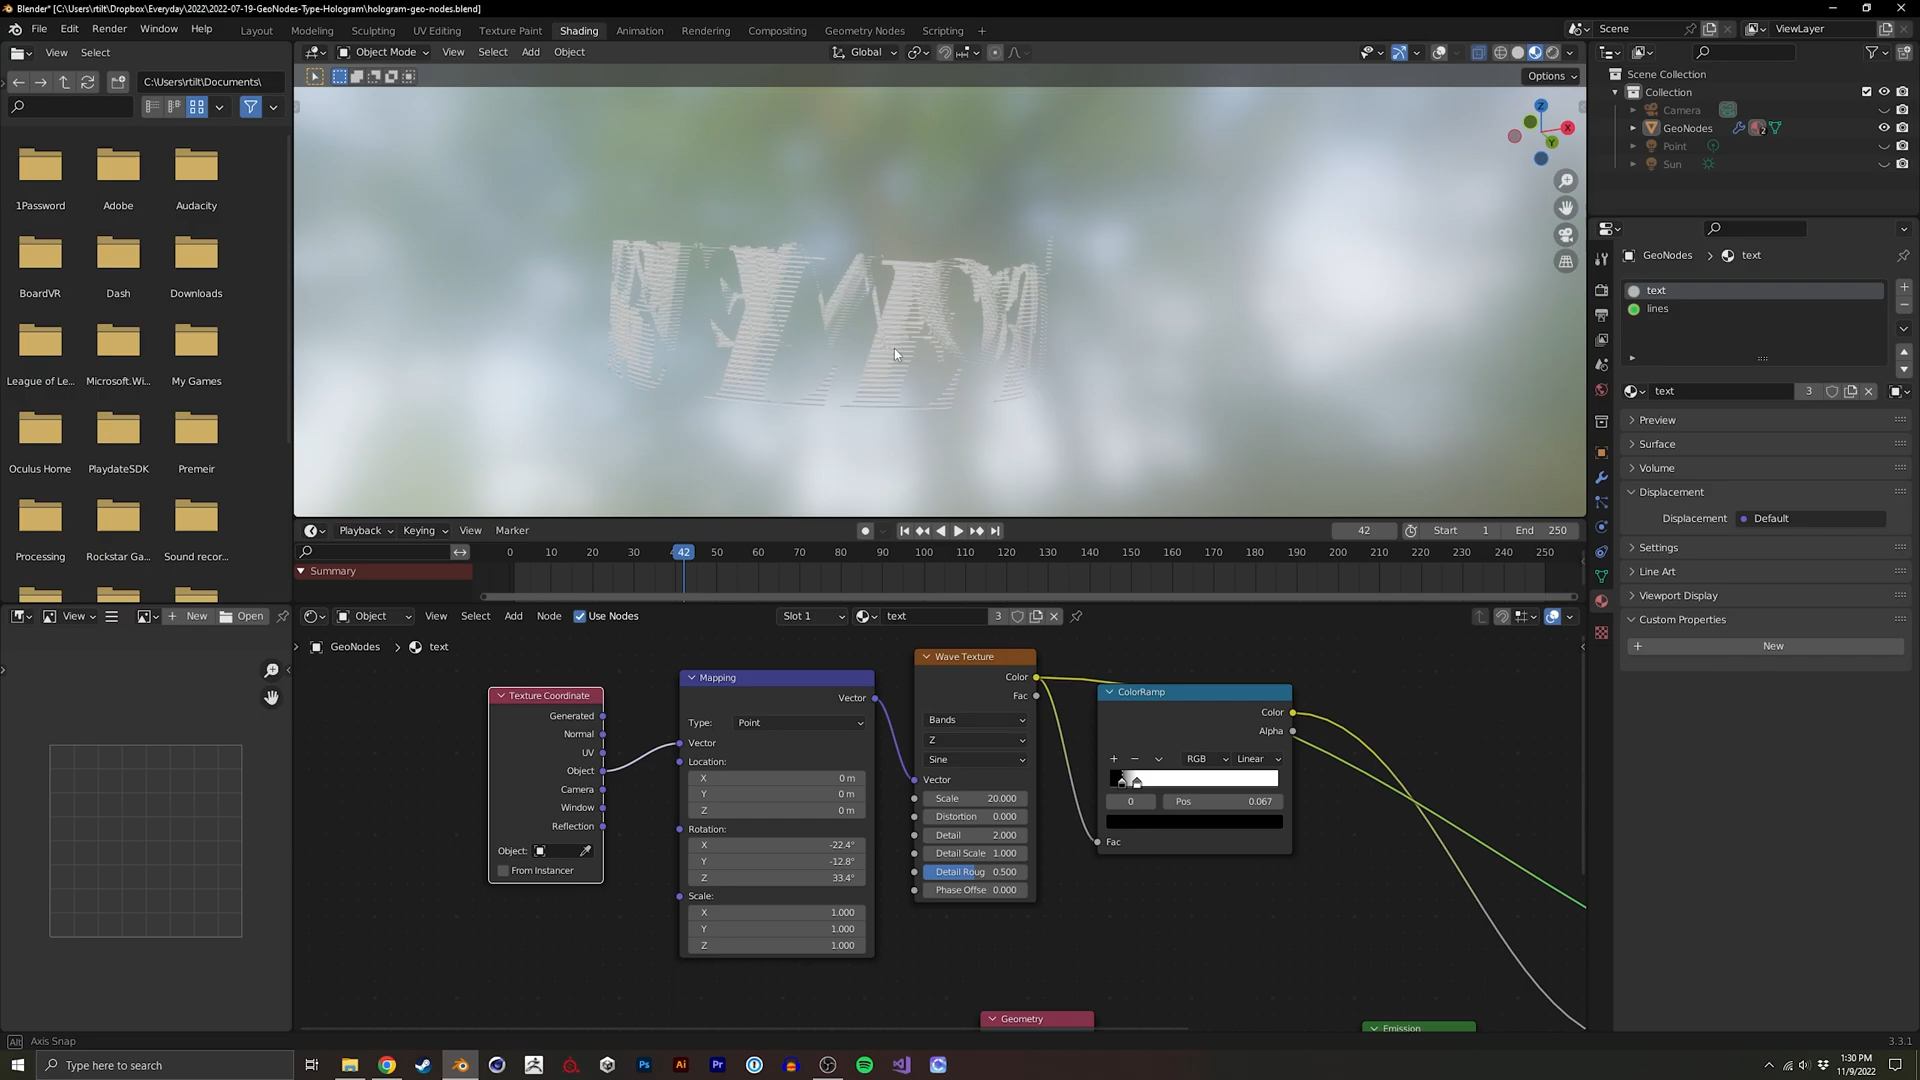 Blender* [C:\Users\rtilt\Dropbox\Everyday\2022\2022-07-19-GeoNodes-Type-Hologram\hologram-geo-nodes.blend]
File Edit Render Window Help
Layout Modeling Sculpting UV Editing Texture Paint Shading Animation Rendering Compositing Geometry Nodes Scripting +
Scene
ViewLayer
View Select
Object Mode View Select Add Object
Global
C:\Users\rtilt\Documents\
Options
Scene Collection
Collection
Camera
GeoNodes 2
Point
Sun
Z
X
Y
1Password Adobe Audacity
BoardVR Dash Downloads
League of Le... Microsoft.Wi... My Games
Oculus Home PlaydateSDK Premeir
Processing Rockstar Ga... Sound recor...
GeoNodes > text
text
lines
text 3
Preview
Surface
Volume
Displacement
Displacement Default
Settings
Line Art
Viewport Display
Custom Properties
+ New
Playback Keying View Marker
42 Start 1 End 250
0 10 20 30 42 50 60 70 80 90 100 110 120 130 140 150 160 170 180 190 200 210 220 230 240 250
Summary
View + New Open
Object View Select Add Node Use Nodes Slot 1 text 3
GeoNodes > text
Texture Coordinate
Generated
Normal
UV
Object
Camera
Window
Reflection
Object:
From Instancer
Mapping
Vector
Type: Point
Vector
Location:
X 0 m
Y 0 m
Z 0 m
Rotation:
X -22.4°
Y -12.8°
Z 33.4°
Scale:
X 1.000
Y 1.000
Z 1.000
Wave Texture
Color
Fac
Bands
Z
Sine
Vector
Scale 20.000
Distortion 0.000
Detail 2.000
Detail Scale 1.000
Detail Roug 0.500
Phase Offse 0.000
ColorRamp
Color
Alpha
+ − RGB Linear
0 Pos 0.067
Fac
Geometry
Emission
Alt Axis Snap
3.3.1
Type here to search
Ps Ai Pr
1:30 PM
11/9/2022